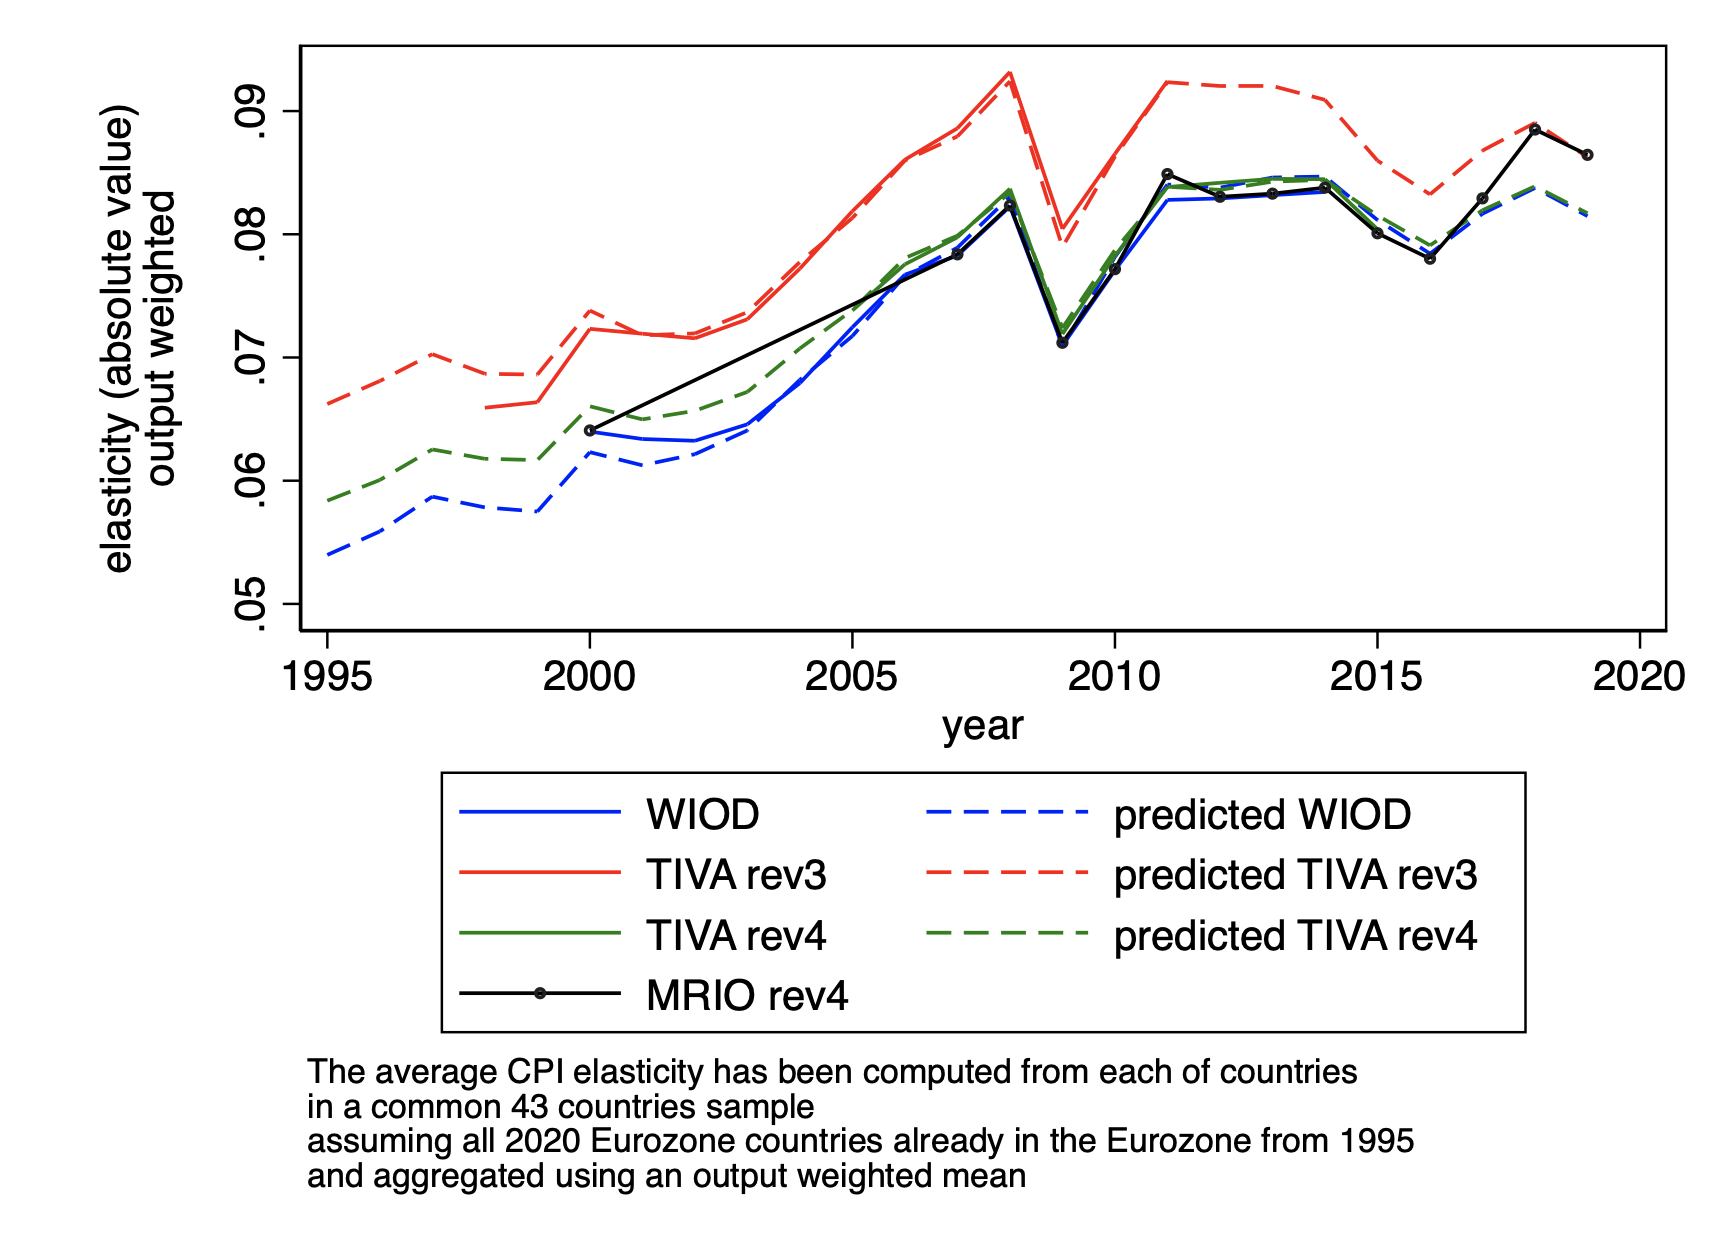 elasticity (absolute value)
output weighted
.09
.08
.07
.06
.05
1995
2000
2005
2010
2015
2020
year
WIOD
predicted WIOD
TIVA rev3
predicted TIVA rev3
TIVA rev4
predicted TIVA rev4
MRIO rev4
The average CPI elasticity has been computed from each of countries
in a common 43 countries sample
assuming all 2020 Eurozone countries already in the Eurozone from 1995
and aggregated using an output weighted mean